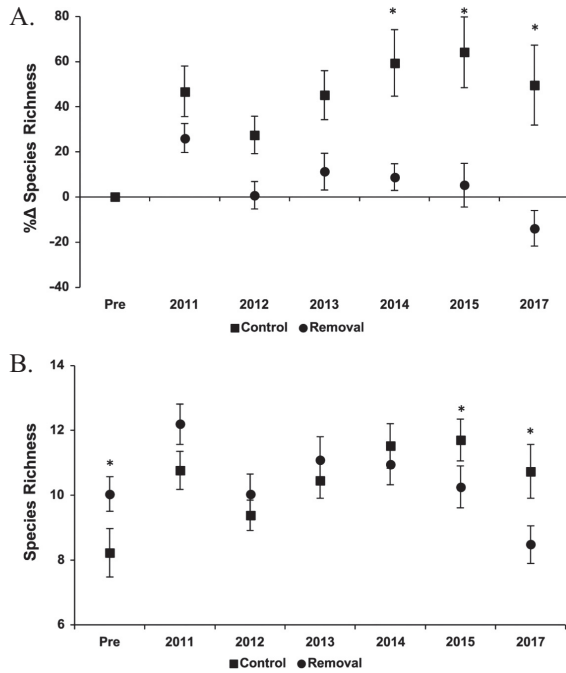 A.
%Δ Species Richness
80
60
40
20
0
-20
-40
* * *
Pre 2011 2012 2013 2014 2015 2017
Control Removal
B.
Species Richness
14
12
10
8
6
* * *
Pre 2011 2012 2013 2014 2015 2017
Control Removal